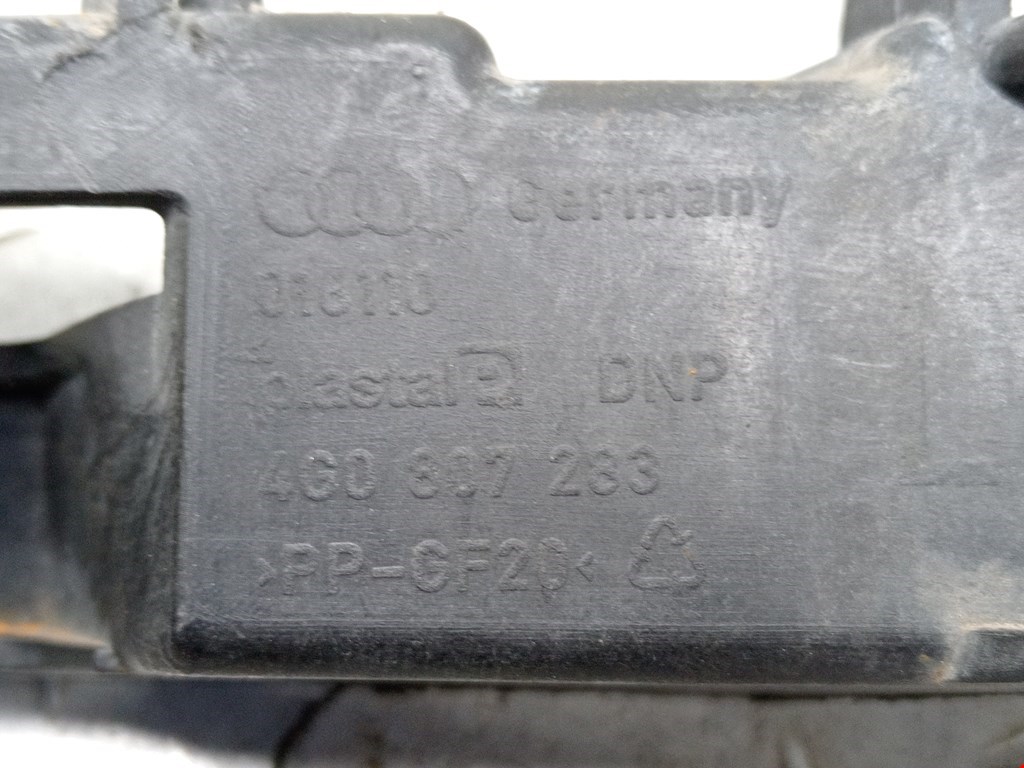 Germany
016110
plastal P DNP
4G0 807 283
>PP-GF20<